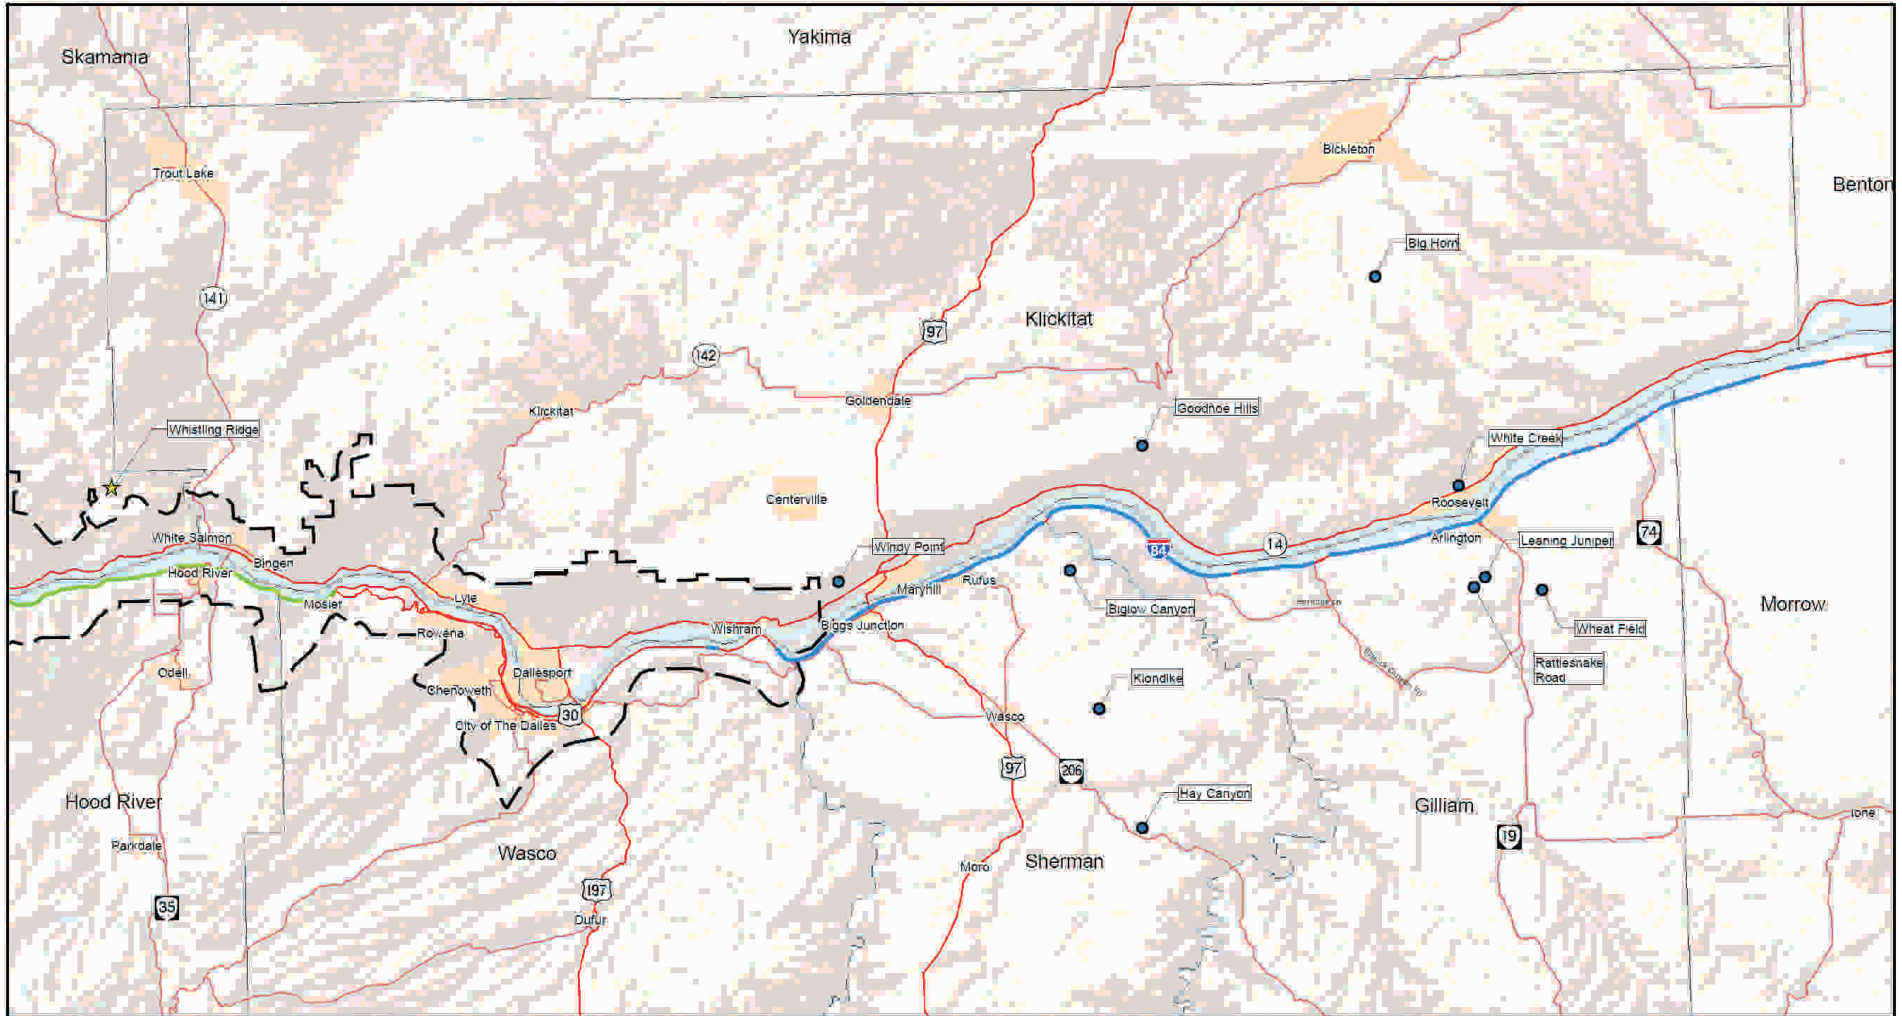 Yakima
Skamania
Bickleton
Trout Lake
Benton
Big Horn
141
Klickitat
97
142
Goldendale
Klickitat
Goodnoe Hills
Whistling Ridge
White Creek
Centerville
Roosevelt
74
White Salmon
Arlington
Leaning Juniper
14
84
Windy Point
Bingen
Hood River
Rufus
Maryhill
Mosier
Lyle
Biglow Canyon
Morrow
Wishram
Biggs Junction
Wheat Field
Rowena
Rattlesnake
Road
Odell
Dallesport
Klondike
Chenoweth
30
Wasco
City of The Dalles
97
206
Hay Canyon
Hood River
Gilliam
Ione
19
Parkdale
Wasco
Sherman
Moro
197
35
Dufur